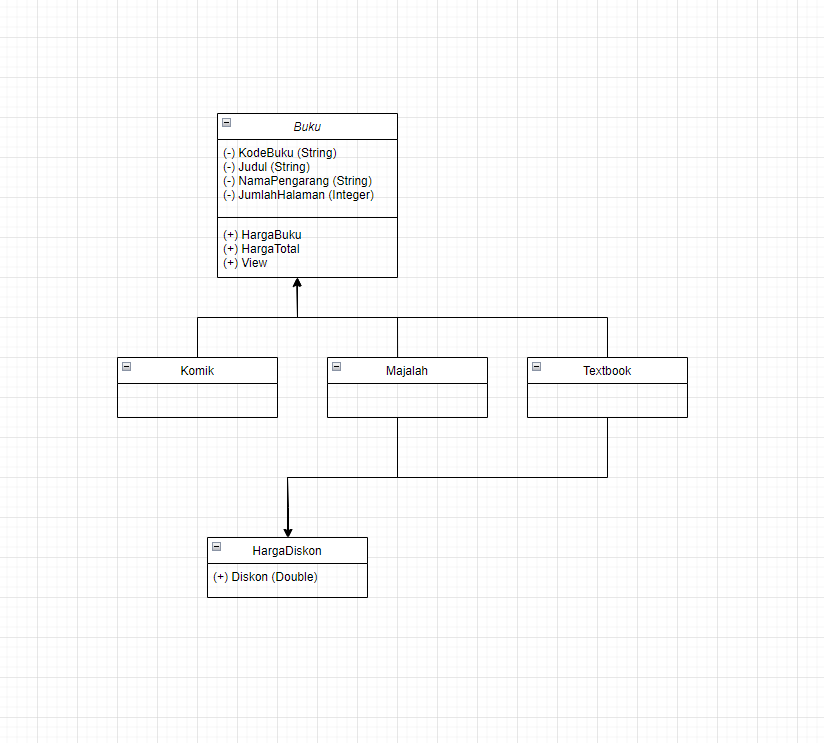 Buku
(-) KodeBuku (String)
(-) Judul (String)
(-) NamaPengarang (String)
(-) JumlahHalaman (Integer)
(+) HargaBuku
(+) HargaTotal
(+) View
Komik
Majalah
Textbook
HargaDiskon
(+) Diskon (Double)